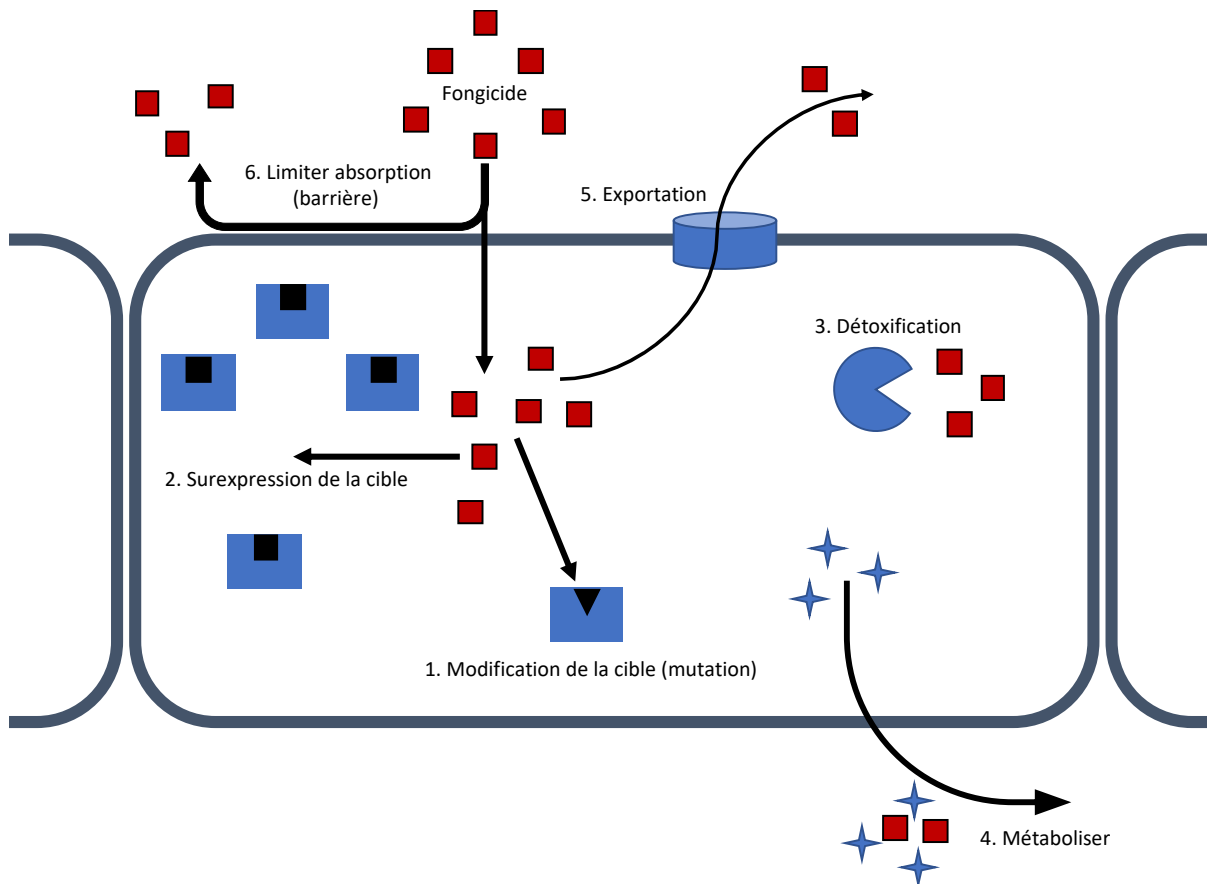 Fongicide
6. Limiter absorption
(barrière)
5. Exportation
3. Détoxification
2. Surexpression de la cible
1. Modification de la cible (mutation)
4. Métaboliser